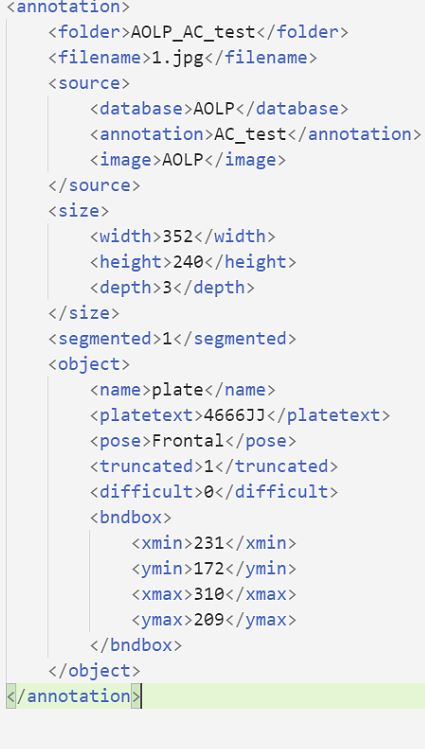 <annotation>
<folder>AOLP_AC_test</folder>
<filename>1.jpg</filename>
<source>
<database>AOLP</database>
<annotation>AC_test</annotation>
<image>AOLP</image>
</source>
<size>
<width>352</width>
<height>240</height>
<depth>3</depth>
</size>
<segmented>1</segmented>
<object>
<name>plate</name>
<platetext>4666JJ</platetext>
<pose>Frontal</pose>
<truncated>1</truncated>
<difficult>0</difficult>
<bndbox>
<xmin>231</xmin>
<ymin>172</ymin>
<xmax>310</xmax>
<ymax>209</ymax>
</bndbox>
</object>
</annotation>